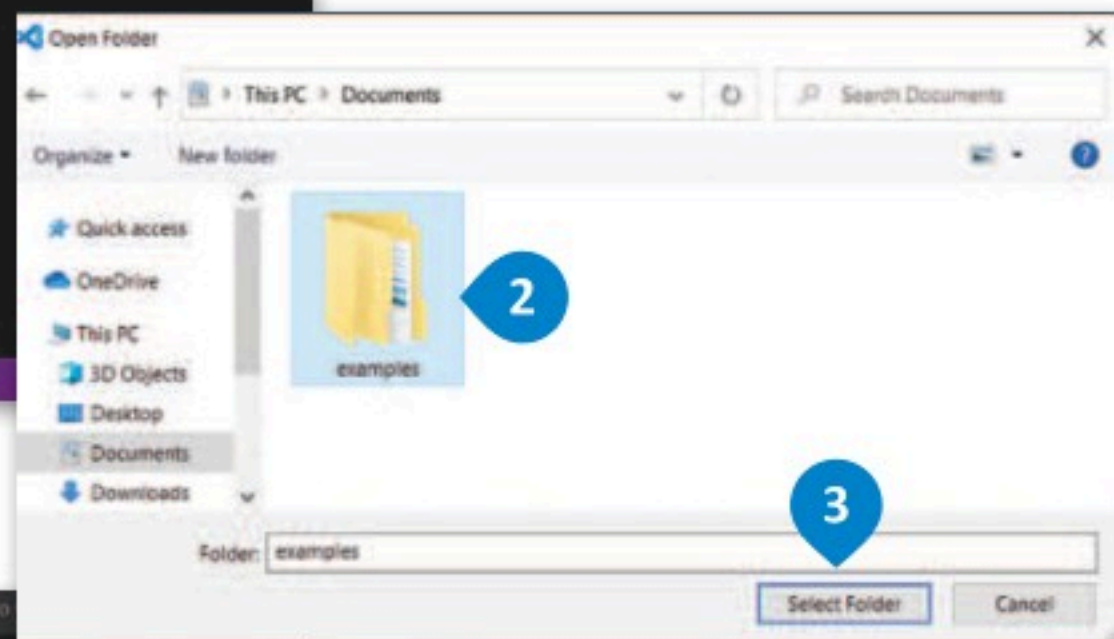 Open Folder
This PC > Documents
Search Documents
Organize
New folder
Quick access
OneDrive
This PC
3D Objects
Desktop
Documents
Downloads
examples
2
3
Folder: examples
Select Folder
Cancel